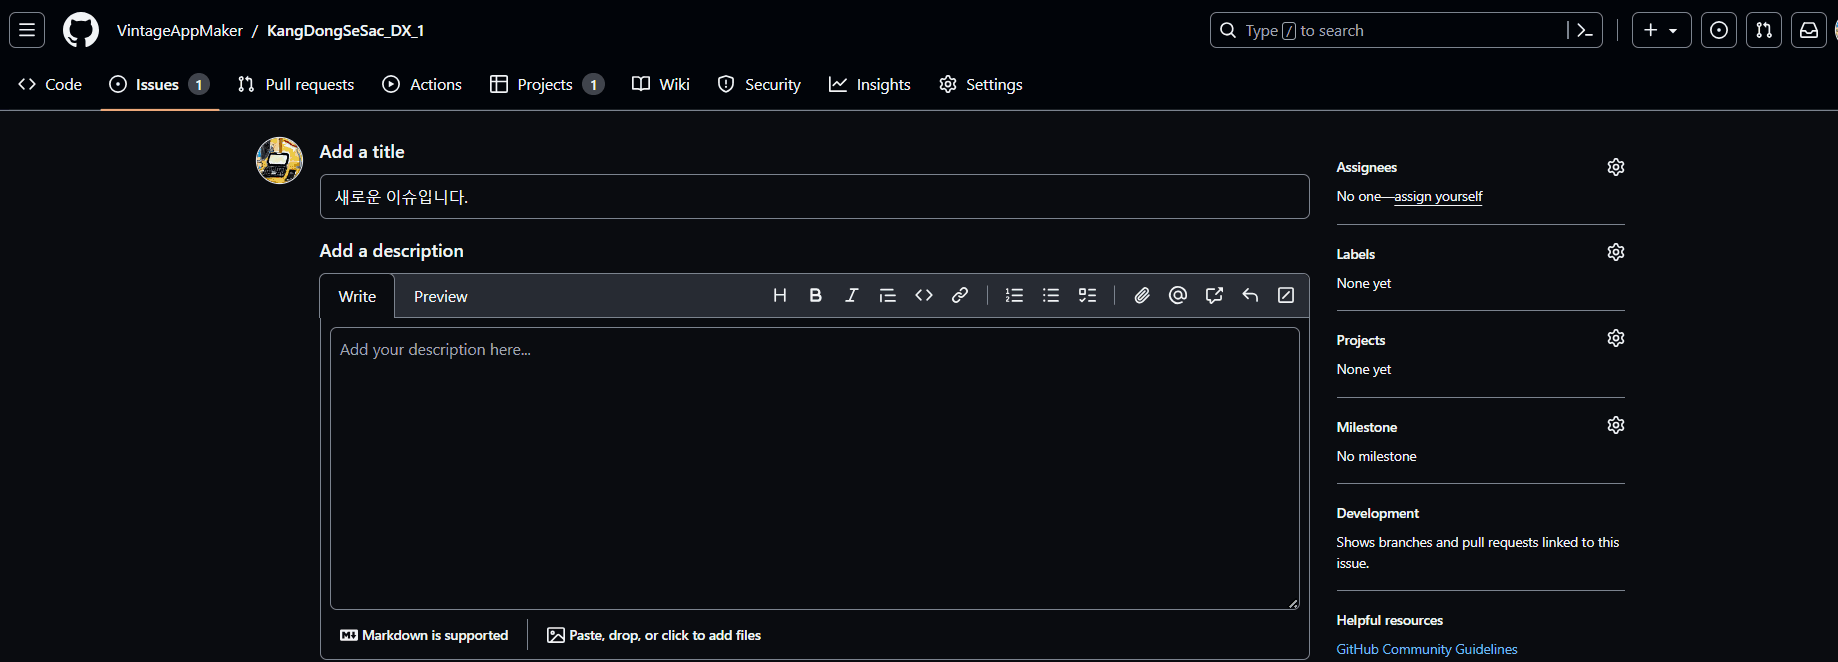 VintageAppMaker / KangDongSeSac_DX_1
Type / to search
Code Issues 1 Pull requests Actions Projects 1 Wiki Security Insights Settings
Add a title
새로운 이슈입니다.
Add a description
Write Preview
Add your description here...
Markdown is supported
Paste, drop, or click to add files
Assignees
No one—assign yourself
Labels
None yet
Projects
None yet
Milestone
No milestone
Development
Shows branches and pull requests linked to this
issue.
Helpful resources
GitHub Community Guidelines